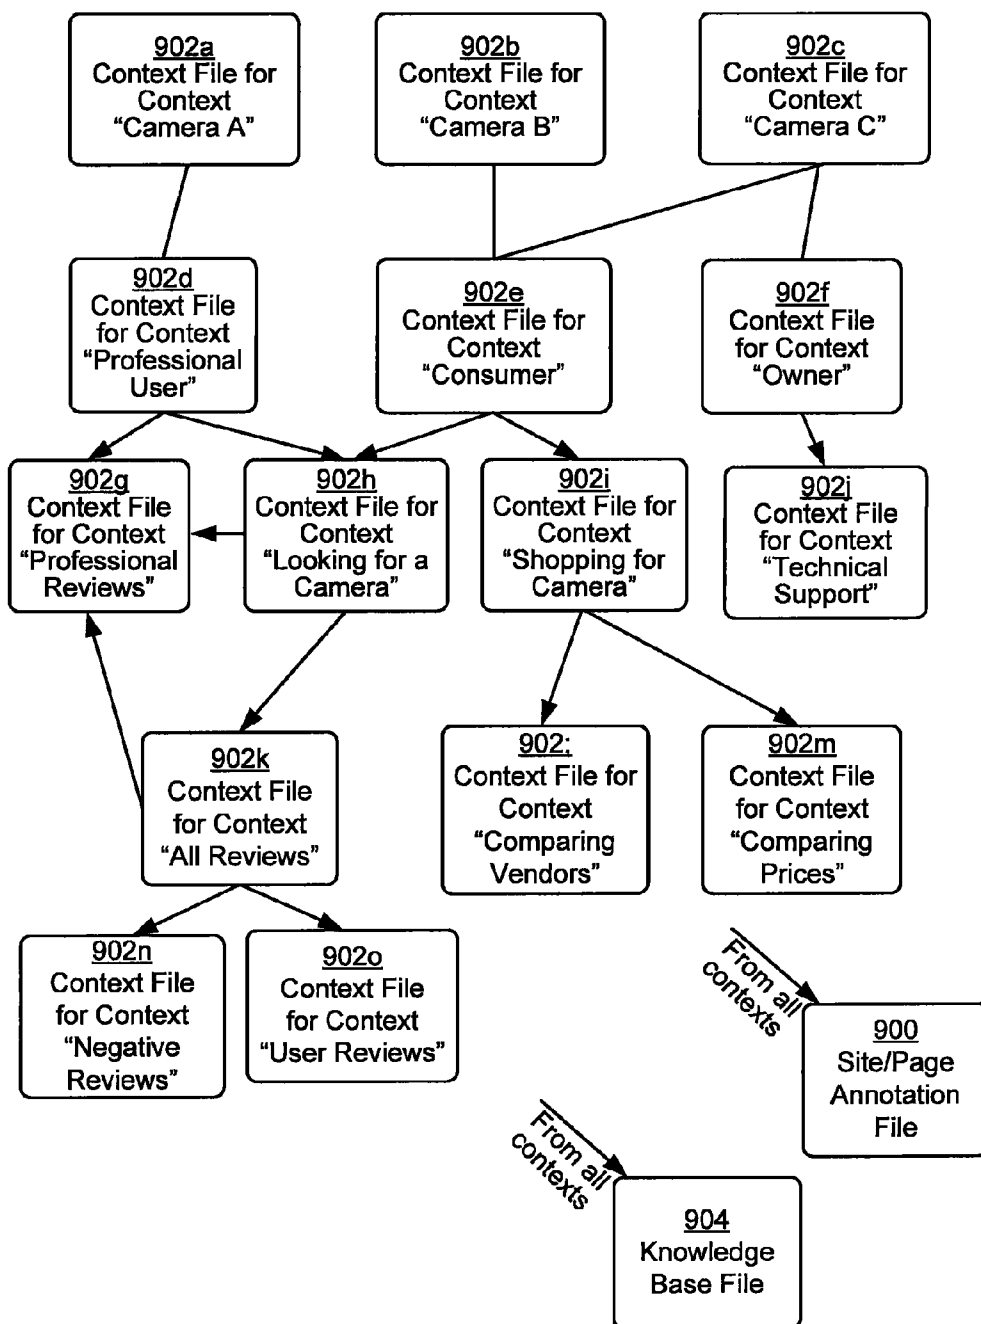 902a
Context File for
Context
“Camera A”
902b
Context File for
Context
“Camera B”
902c
Context File for
Context
“Camera C”
902d
Context File
for Context
“Professional
User”
902e
Context File for
Context
“Consumer”
902f
Context File
for Context
“Owner”
902g
Context File
for Context
“Professional
Reviews”
902h
Context File for
Context
“Looking for a
Camera”
902i
Context File for
Context
“Shopping for
Camera”
902j
Context File
for Context
“Technical
Support”
902k
Context File
for Context
“All Reviews”
902;
Context File for
Context
“Comparing
Vendors”
902m
Context File
for Context
“Comparing
Prices”
902n
Context File
for Context
“Negative
Reviews”
902o
Context File
for Context
“User Reviews”
From all
contexts
900
Site/Page
Annotation
File
From all
contexts
904
Knowledge
Base File